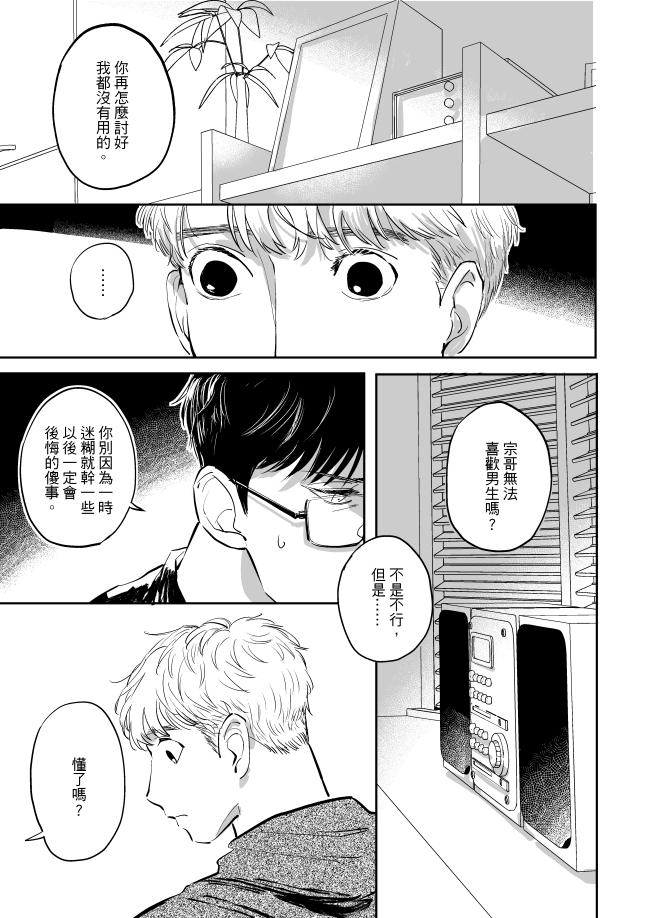 你再怎麼討好
我都沒有用的。
……
宗哥無法
喜歡男生嗎？
不是不行，
但是……
你別因為一時
迷糊就幹一些
以後一定會
後悔的傻事。
懂了嗎？